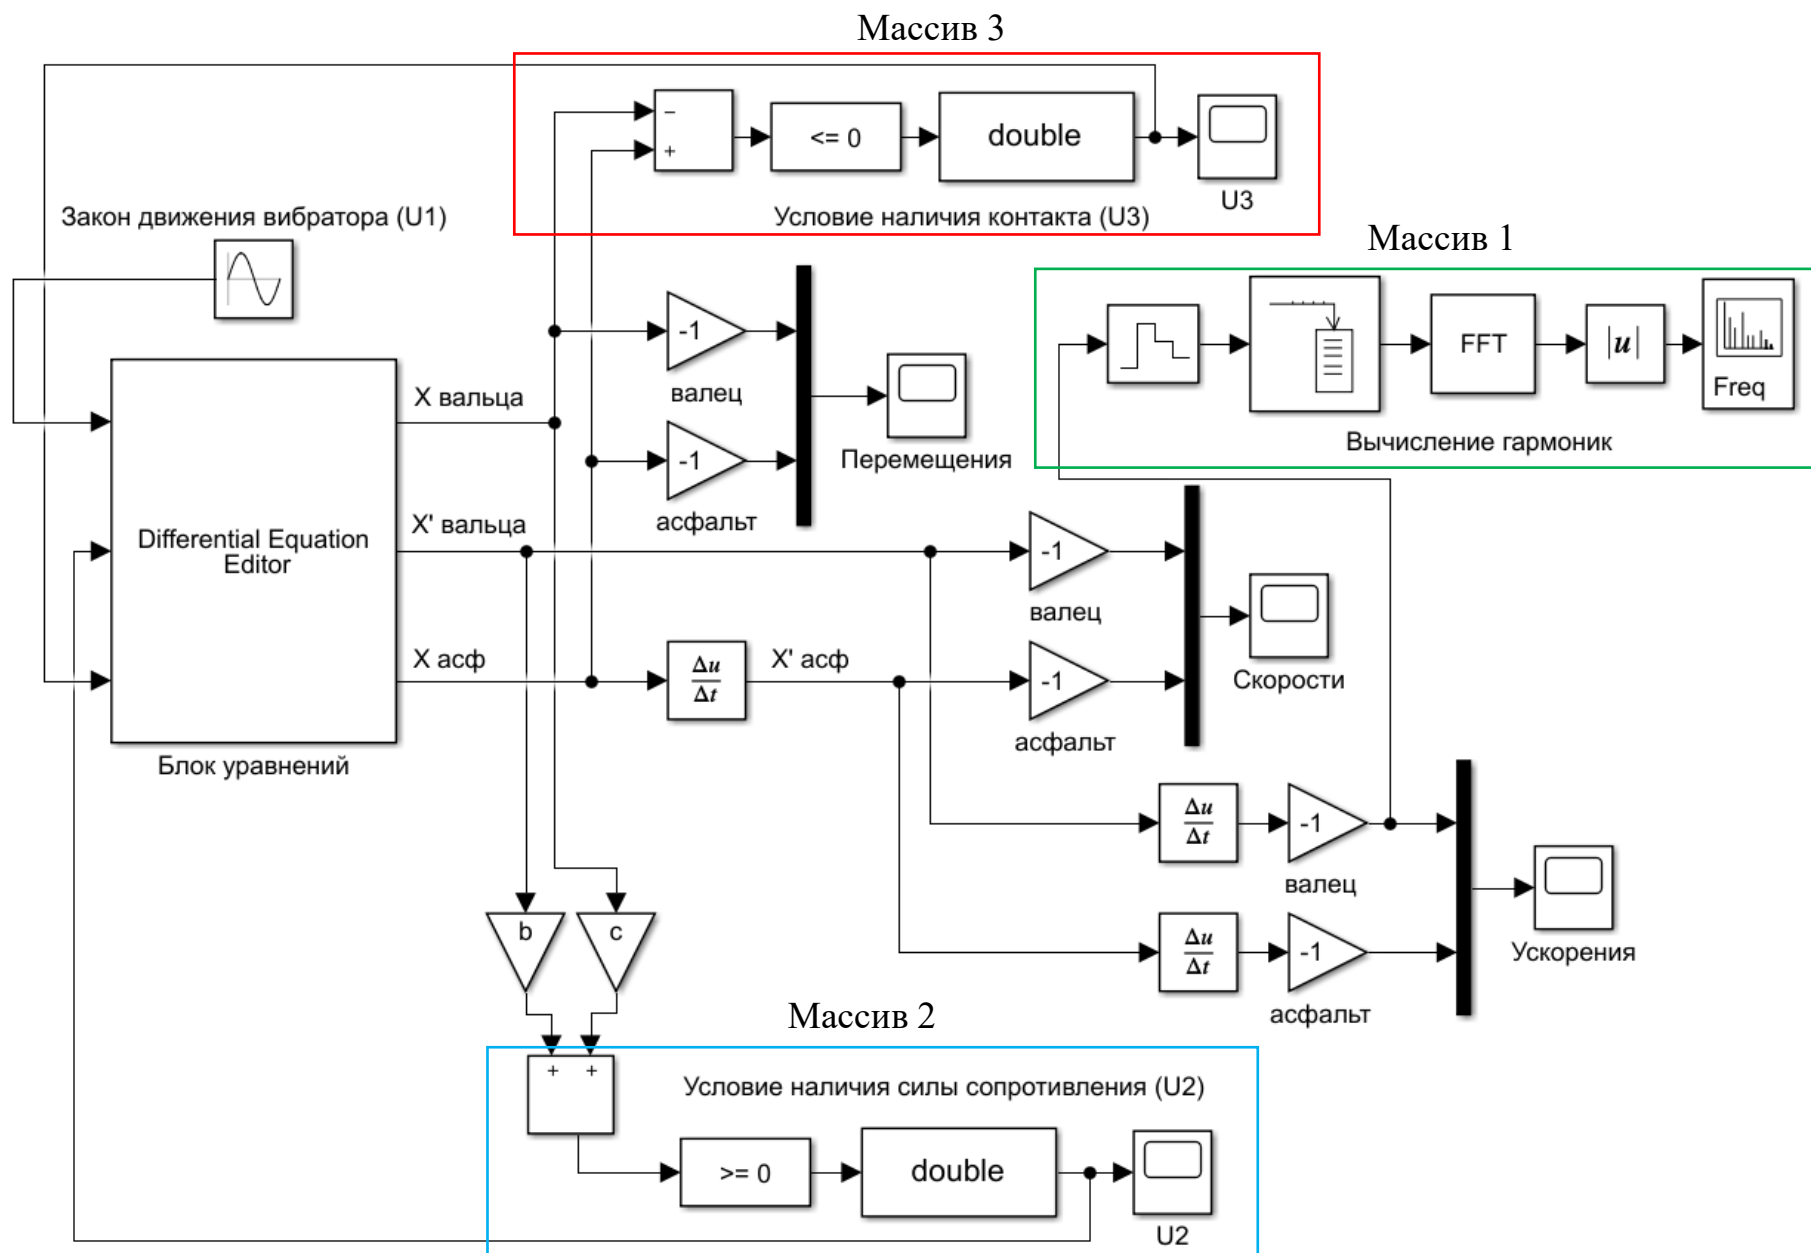 Массив 3
−
+
<= 0
double
U3
Условие наличия контакта (U3)
Закон движения вибратора (U1)
Массив 1
-1
валец
FFT
|u|
Freq
X вальца
Вычисление гармоник
-1
асфальт
Перемещения
Differential Equation
Editor
X' вальца
-1
валец
X асф
Δu
Δt
X' асф
-1
асфальт
Скорости
Блок уравнений
Δu
Δt
-1
валец
b
c
Δu
Δt
-1
асфальт
Ускорения
Массив 2
+ +
Условие наличия силы сопротивления (U2)
>= 0
double
U2